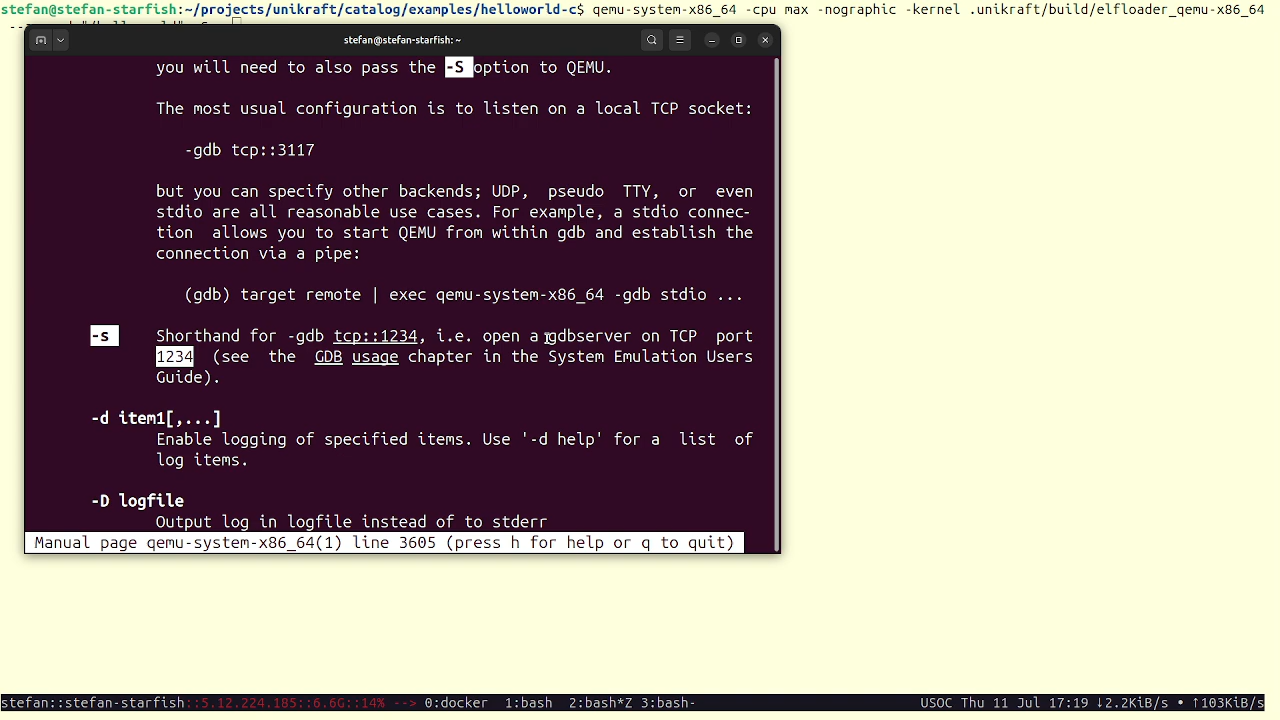 stefan@stefan-starfish:~/projects/unikraft/catalog/examples/helloworld-c$ qemu-system-x86_64 -cpu max -nographic -kernel .unikraft/build/elfloader_qemu-x86_64
stefan@stefan-starfish: ~
you will need to also pass the -S option to QEMU.
The most usual configuration is to listen on a local TCP socket:
-gdb tcp::3117
but you can specify other backends; UDP, pseudo TTY, or even
stdio are all reasonable use cases. For example, a stdio connec-
tion allows you to start QEMU from within gdb and establish the
connection via a pipe:
(gdb) target remote | exec qemu-system-x86_64 -gdb stdio ...
-s Shorthand for -gdb tcp::1234, i.e. open a gdbserver on TCP port
1234 (see the GDB usage chapter in the System Emulation Users
Guide).
-d item1[,...]
Enable logging of specified items. Use '-d help' for a list of
log items.
-D logfile
Output log in logfile instead of to stderr
Manual page qemu-system-x86_64(1) line 3605 (press h for help or q to quit)
stefan::stefan-starfish::5.12.224.185::6.6G::14% --> 0:docker 1:bash 2:bash*Z 3:bash- USOC Thu 11 Jul 17:19 ↓2.2KiB/s • ↑103KiB/s